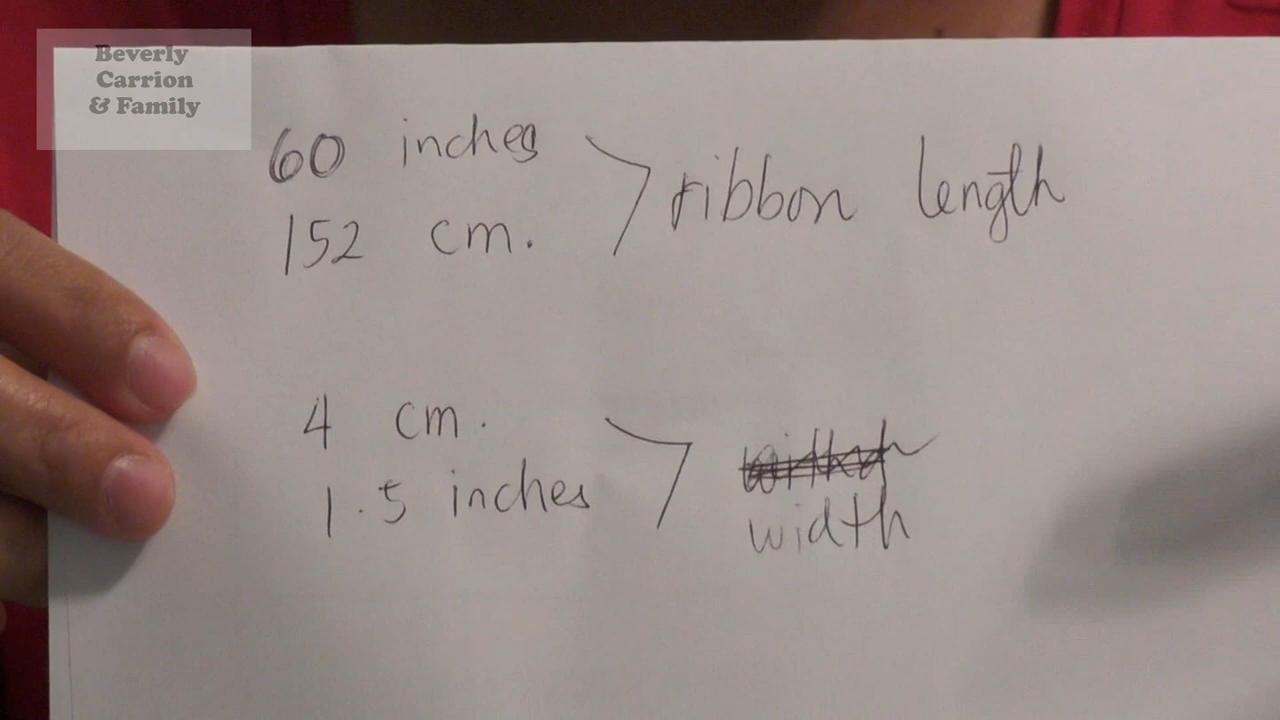 Beverly
Carrion
& Family
60 inches
152 cm.
ribbon length
4 cm.
1.5 inches
width